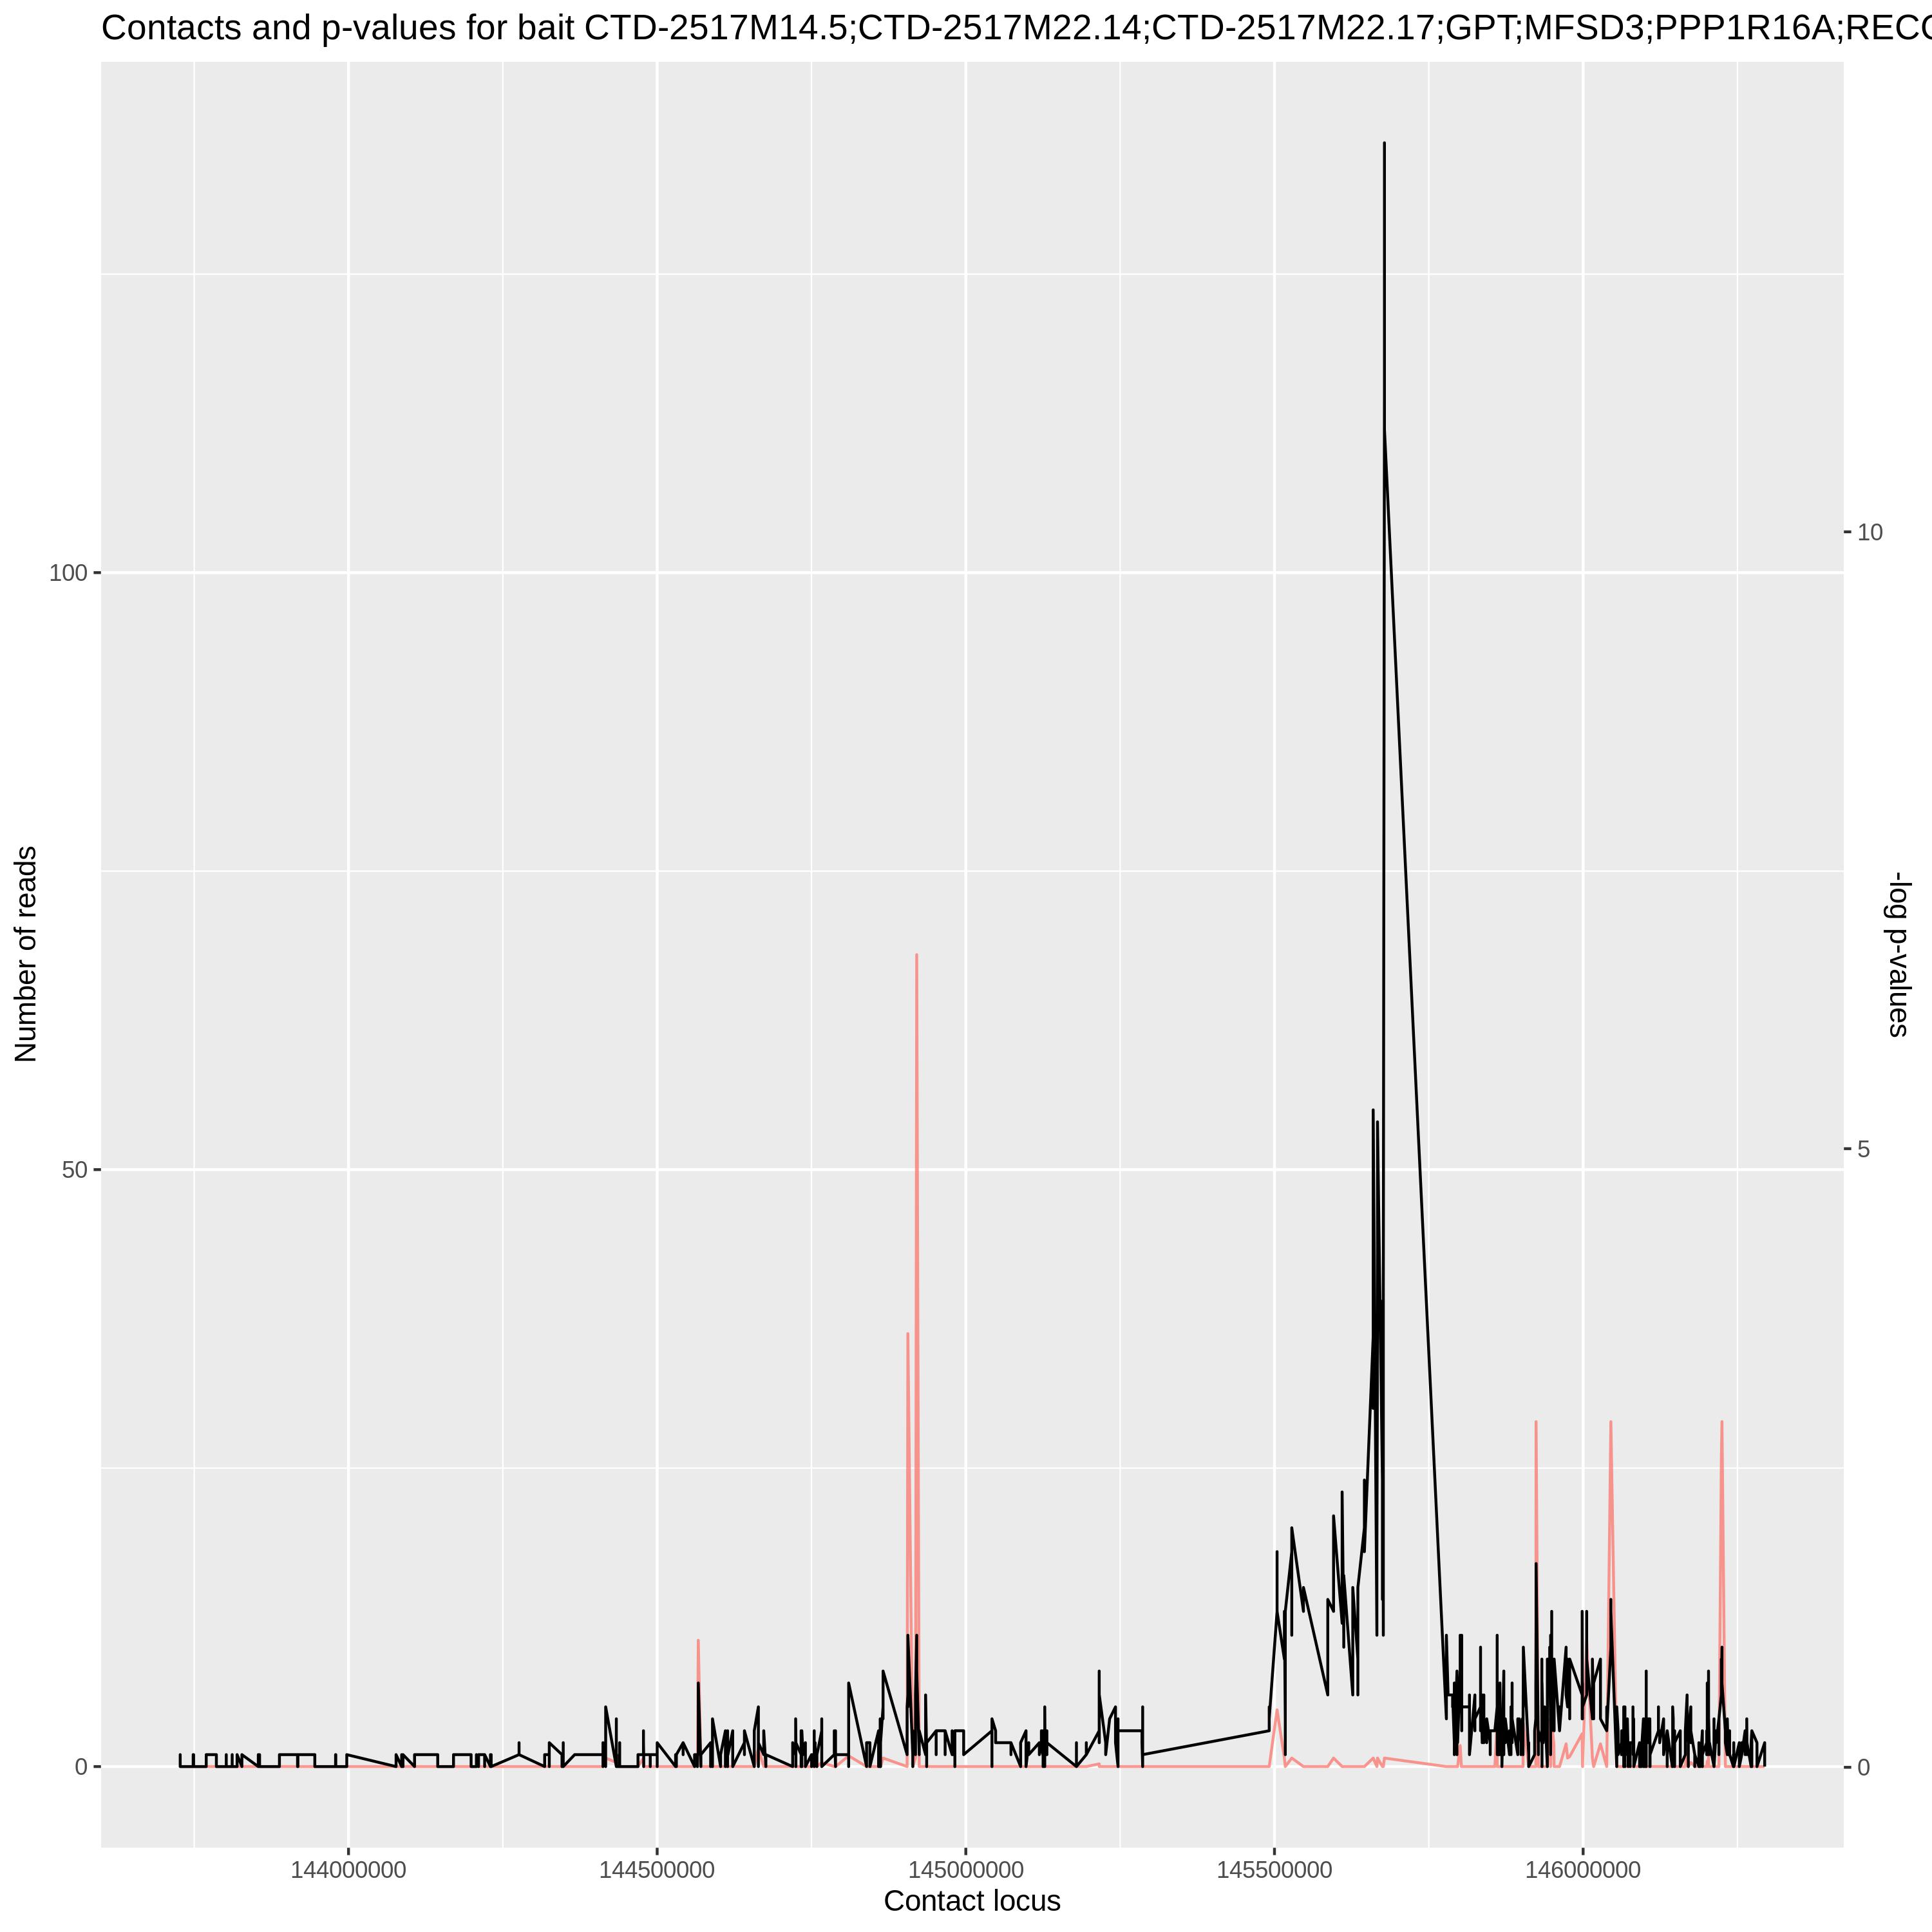 Contacts and p-values for bait CTD-2517M14.5;CTD-2517M22.14;CTD-2517M22.17;GPT;MFSD3;PPP1R16A;REC
Number of reads
100
50
0
10
5
0
-log p-values
144000000 144500000 145000000 145500000 146000000
Contact locus